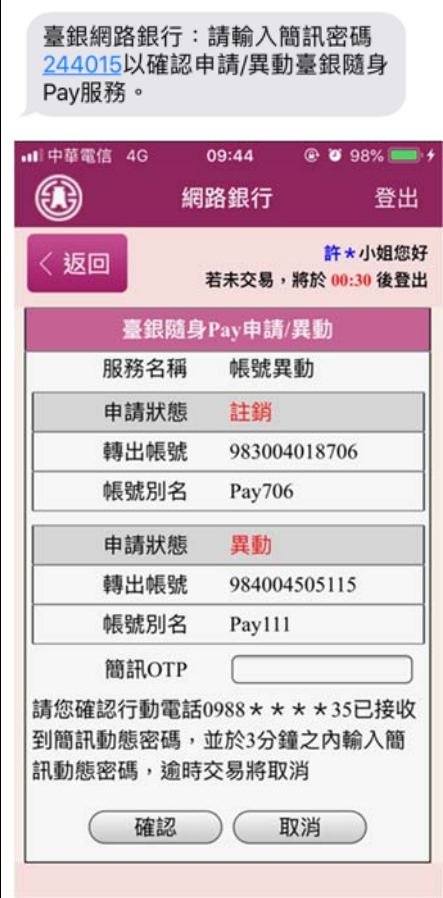 臺銀網路銀行：請輸入簡訊密碼
244015以確認申請/異動臺銀隨身
Pay服務。
中華電信 4G 09:44 98%
網路銀行 登出
返回
許＊小姐您好
若未交易，將於 00:30 後登出
臺銀隨身Pay申請/異動
服務名稱 帳號異動
申請狀態 註銷
轉出帳號 983004018706
帳號別名 Pay706
申請狀態 異動
轉出帳號 984004505115
帳號別名 Pay111
簡訊OTP
請您確認行動電話0988＊＊＊＊35已接收
到簡訊動態密碼，並於3分鐘之內輸入簡
訊動態密碼，逾時交易將取消
確認 取消